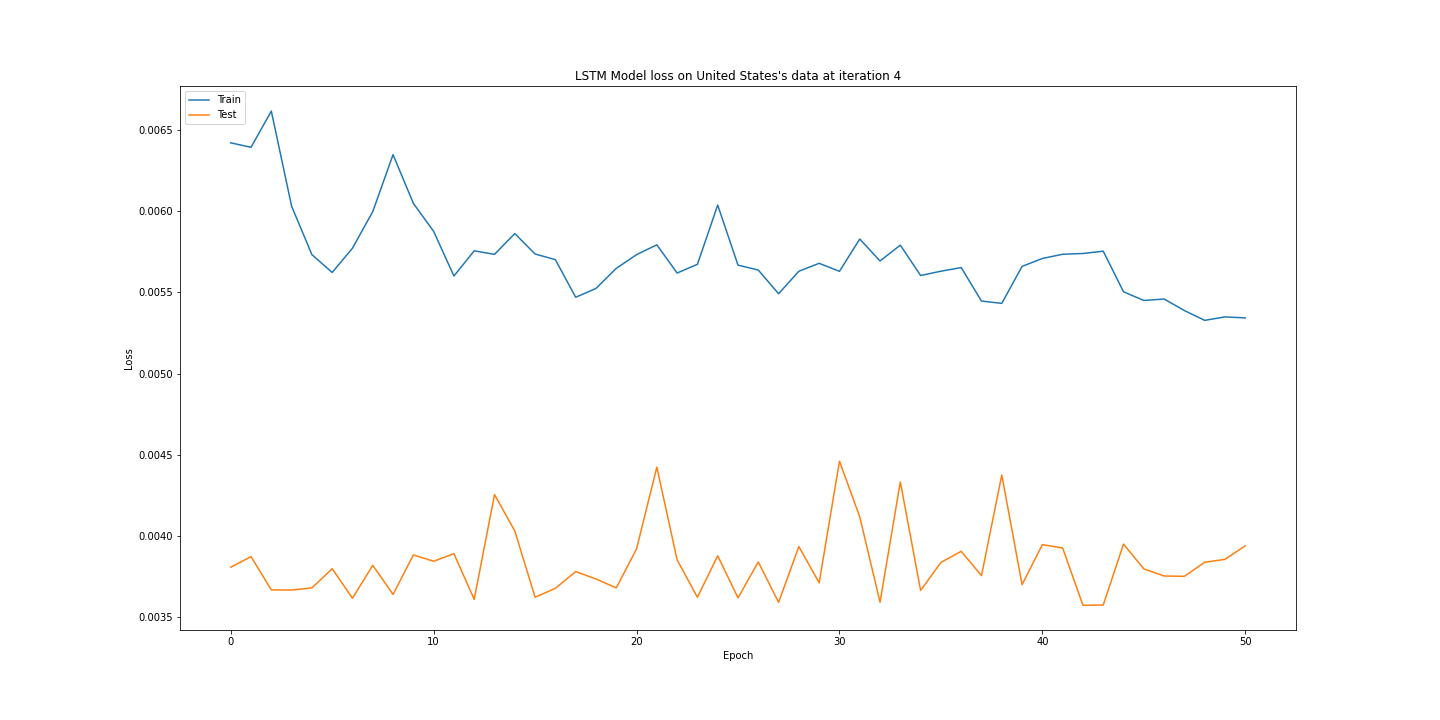 LSTM Model loss on United States's data at iteration 4
Train
Test
0.0065
0.0060
0.0055
0.0050
0.0045
0.0040
0.0035
Loss
0 10 20 30 40 50
Epoch